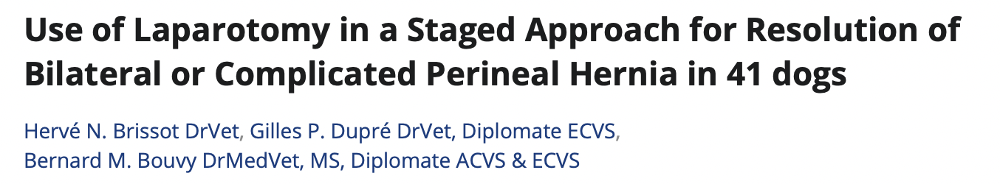 Use of Laparotomy in a Staged Approach for Resolution of
Bilateral or Complicated Perineal Hernia in 41 dogs
Hervé N. Brissot DrVet, Gilles P. Dupré DrVet, Diplomate ECVS,
Bernard M. Bouvy DrMedVet, MS, Diplomate ACVS & ECVS